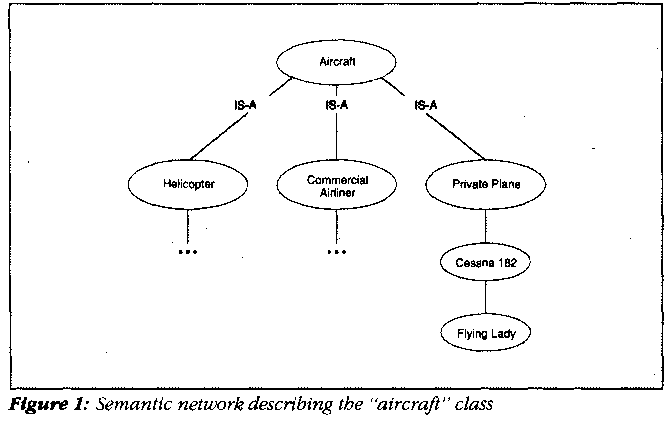 Aircraft
IS-A IS-A IS-A
Helicopter Commercial Airliner Private Plane
... ...
Cessna 182
Flying Lady
Figure 1: Semantic network describing the "aircraft" class